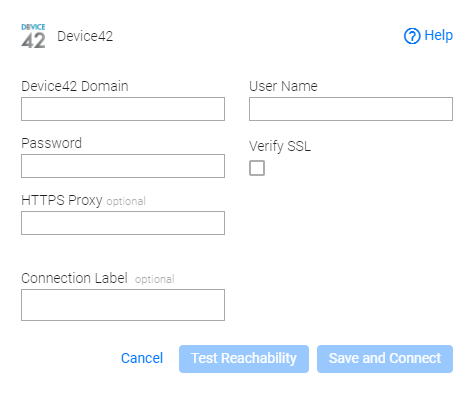 DEVICE
42
Device42
? Help
Device42 Domain
User Name
Password
Verify SSL
HTTPS Proxy optional
Connection Label optional
Cancel
Test Reachability
Save and Connect